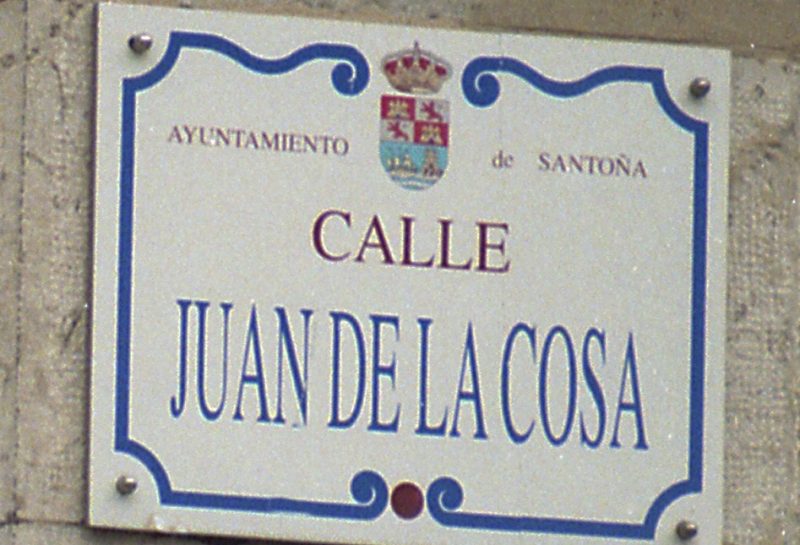 AYUNTAMIENTO de SANTOÑA
CALLE
JUAN DE LA COSA